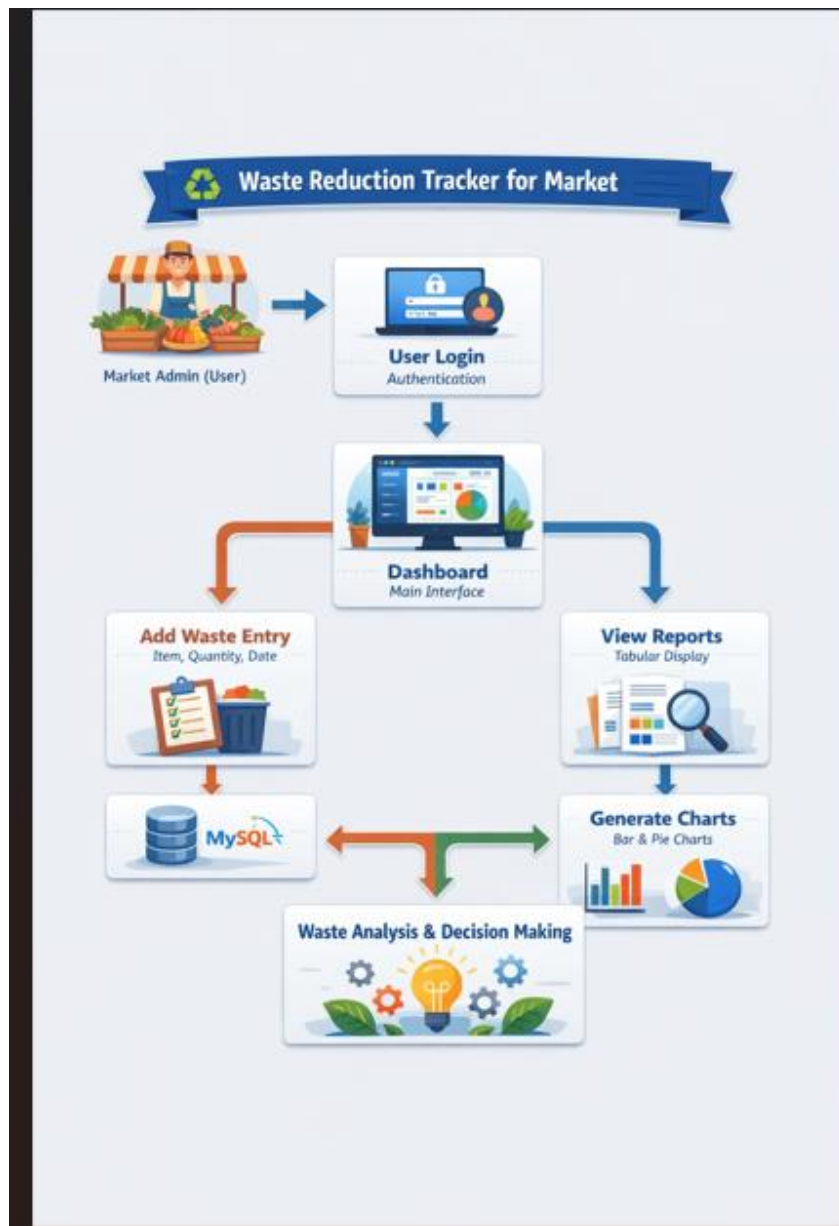 Waste Reduction Tracker for Market
Market Admin (User)
User Login
Authentication
Dashboard
Main Interface
Add Waste Entry
Item, Quantity, Date
View Reports
Tabular Display
MySQL
Generate Charts
Bar & Pie Charts
Waste Analysis & Decision Making